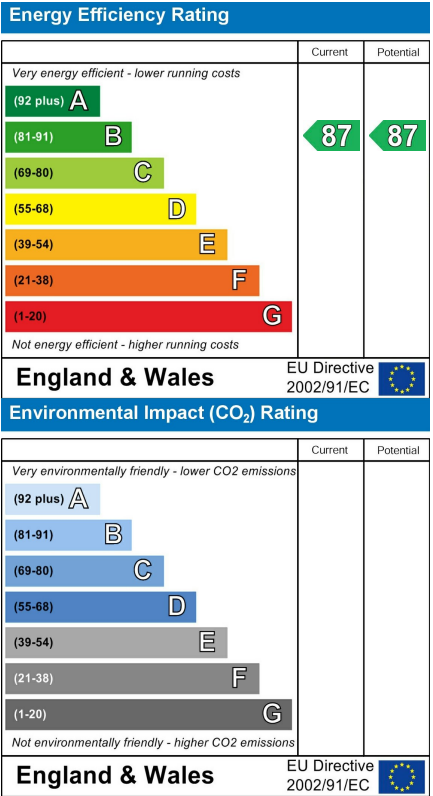 Energy Efficiency Rating
Current Potential
Very energy efficient - lower running costs
(92 plus) A
(81-91) B 87 87
(69-80) C
(55-68) D
(39-54) E
(21-38) F
(1-20) G
Not energy efficient - higher running costs
England & Wales
EU Directive
2002/91/EC
Environmental Impact (CO₂) Rating
Current Potential
Very environmentally friendly - lower CO2 emissions
(92 plus) A
(81-91) B
(69-80) C
(55-68) D
(39-54) E
(21-38) F
(1-20) G
Not environmentally friendly - higher CO2 emissions
England & Wales
EU Directive
2002/91/EC